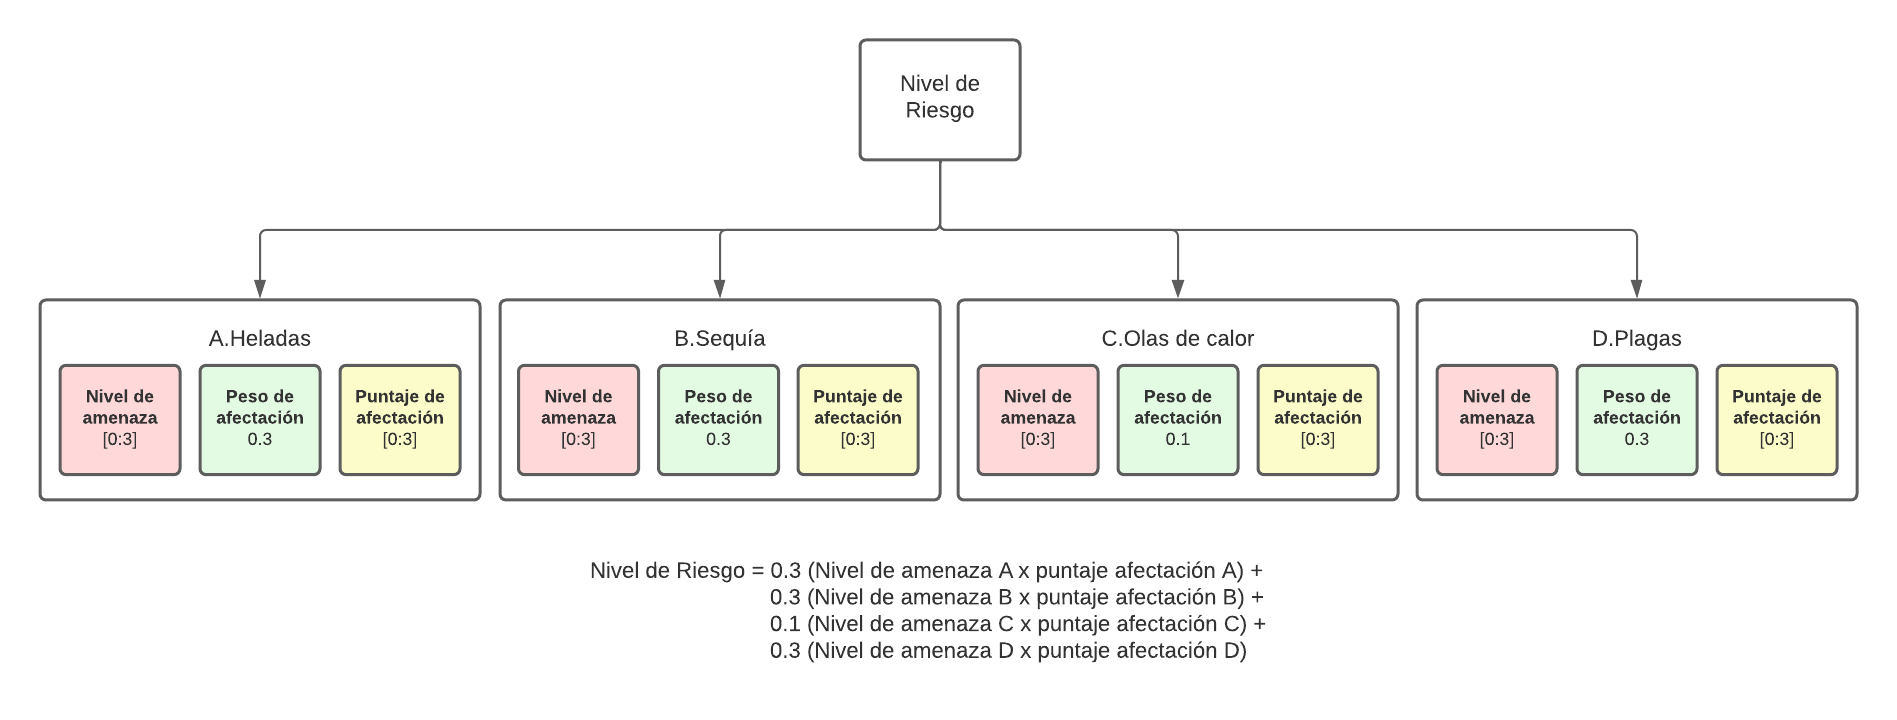 Nivel de
Riesgo
A.Heladas
Nivel de
amenaza
[0:3]
Peso de
afectación
0.3
Puntaje de
afectación
[0:3]
B.Sequía
Nivel de
amenaza
[0:3]
Peso de
afectación
0.3
Puntaje de
afectación
[0:3]
C.Olas de calor
Nivel de
amenaza
[0:3]
Peso de
afectación
0.1
Puntaje de
afectación
[0:3]
D.Plagas
Nivel de
amenaza
[0:3]
Peso de
afectación
0.3
Puntaje de
afectación
[0:3]
Nivel de Riesgo = 0.3 (Nivel de amenaza A x puntaje afectación A) +
0.3 (Nivel de amenaza B x puntaje afectación B) +
0.1 (Nivel de amenaza C x puntaje afectación C) +
0.3 (Nivel de amenaza D x puntaje afectación D)